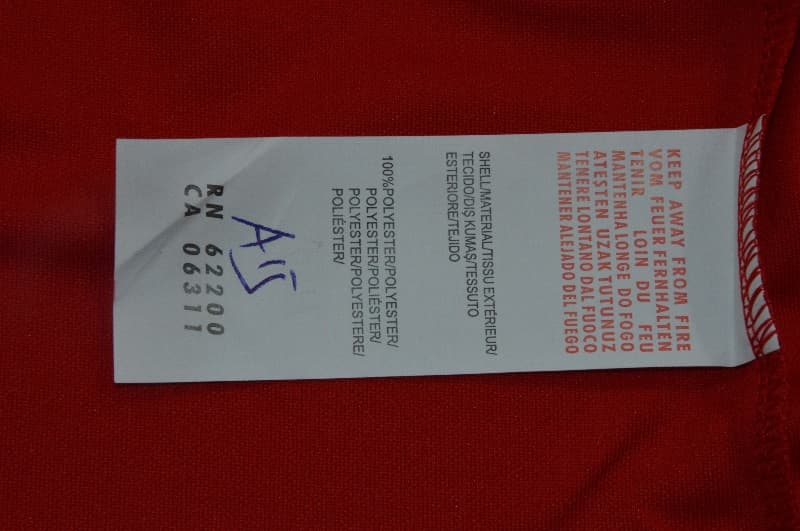 KEEP AWAY FROM FIRE
VOM FEUER FERNHALTEN
TENIR LOIN DU FEU
MANTENHA LONGE DO FOGO
ATEŞTEN UZAK TUTUNUZ
TENERE LONTANO DAL FUOCO
MANTENER ALEJADO DEL FUEGO
SHELL/MATERIAL/TISSU EXTÉRIEUR/
TECIDO/DIŞ KUMAŞ/TESSUTO
ESTERIORE/TEJIDO
100%POLYESTER/POLYESTER/
POLYESTER/POLIÉSTER/
POLYESTER/POLYESTERE/
POLIÉSTER/
RN 62200
CA 06311